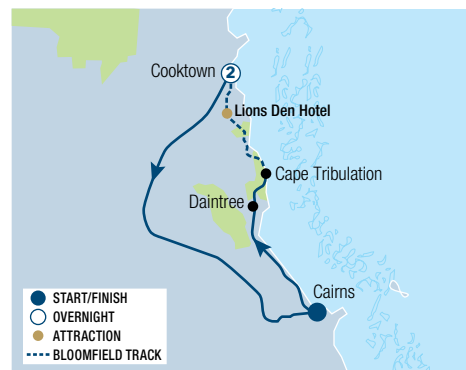 Cooktown 2
Lions Den Hotel
Cape Tribulation
Daintree
Cairns
START/FINISH
OVERNIGHT
ATTRACTION
BLOOMFIELD TRACK